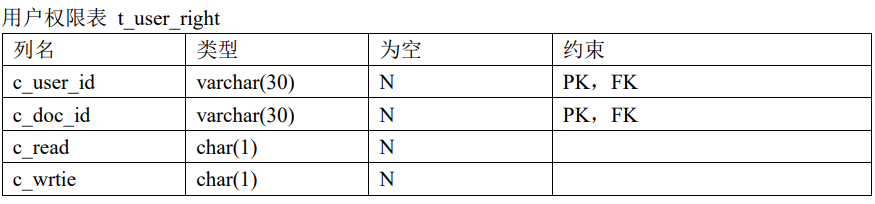 用户权限表 t_user_right
列名 类型 为空 约束
c_user_id varchar(30) N PK，FK
c_doc_id varchar(30) N PK，FK
c_read char(1) N
c_wrtie char(1) N